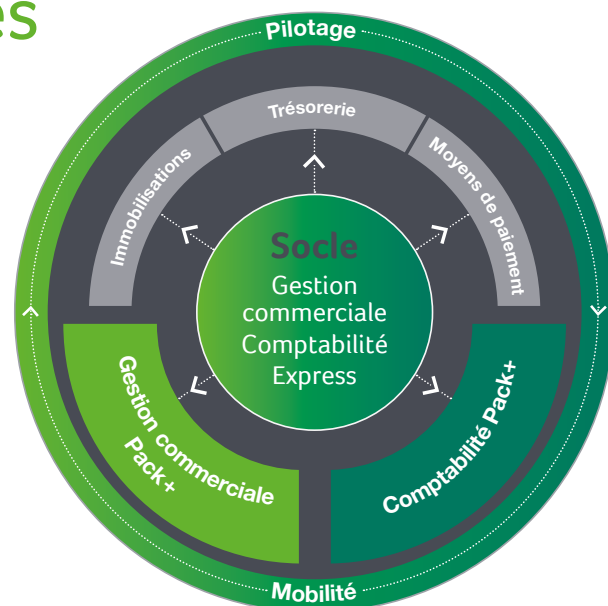 es
Pilotage
Trésorerie
Immobilisations
Moyens de paiement
Socle
Gestion
commerciale
Comptabilité
Express
Gestion commerciale
Pack+
Comptabilité Pack+
Mobilité